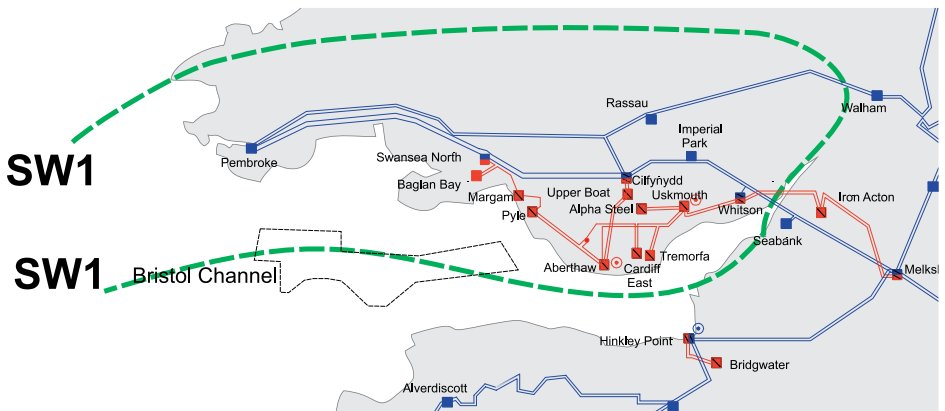 Rassau
Walham
Imperial
Park
SW1
Pembroke
Swansea North
Baglan Bay
Cilfynydd
Upper Boat
Uskmouth
Margam
Alpha Steel
Whitson
Iron Acton
Pyle
Seabank
SW1
Bristol Channel
Aberthaw
Cardiff
East
Tremorfa
Melksl
Hinkley Point
Bridgwater
Alverdiscott